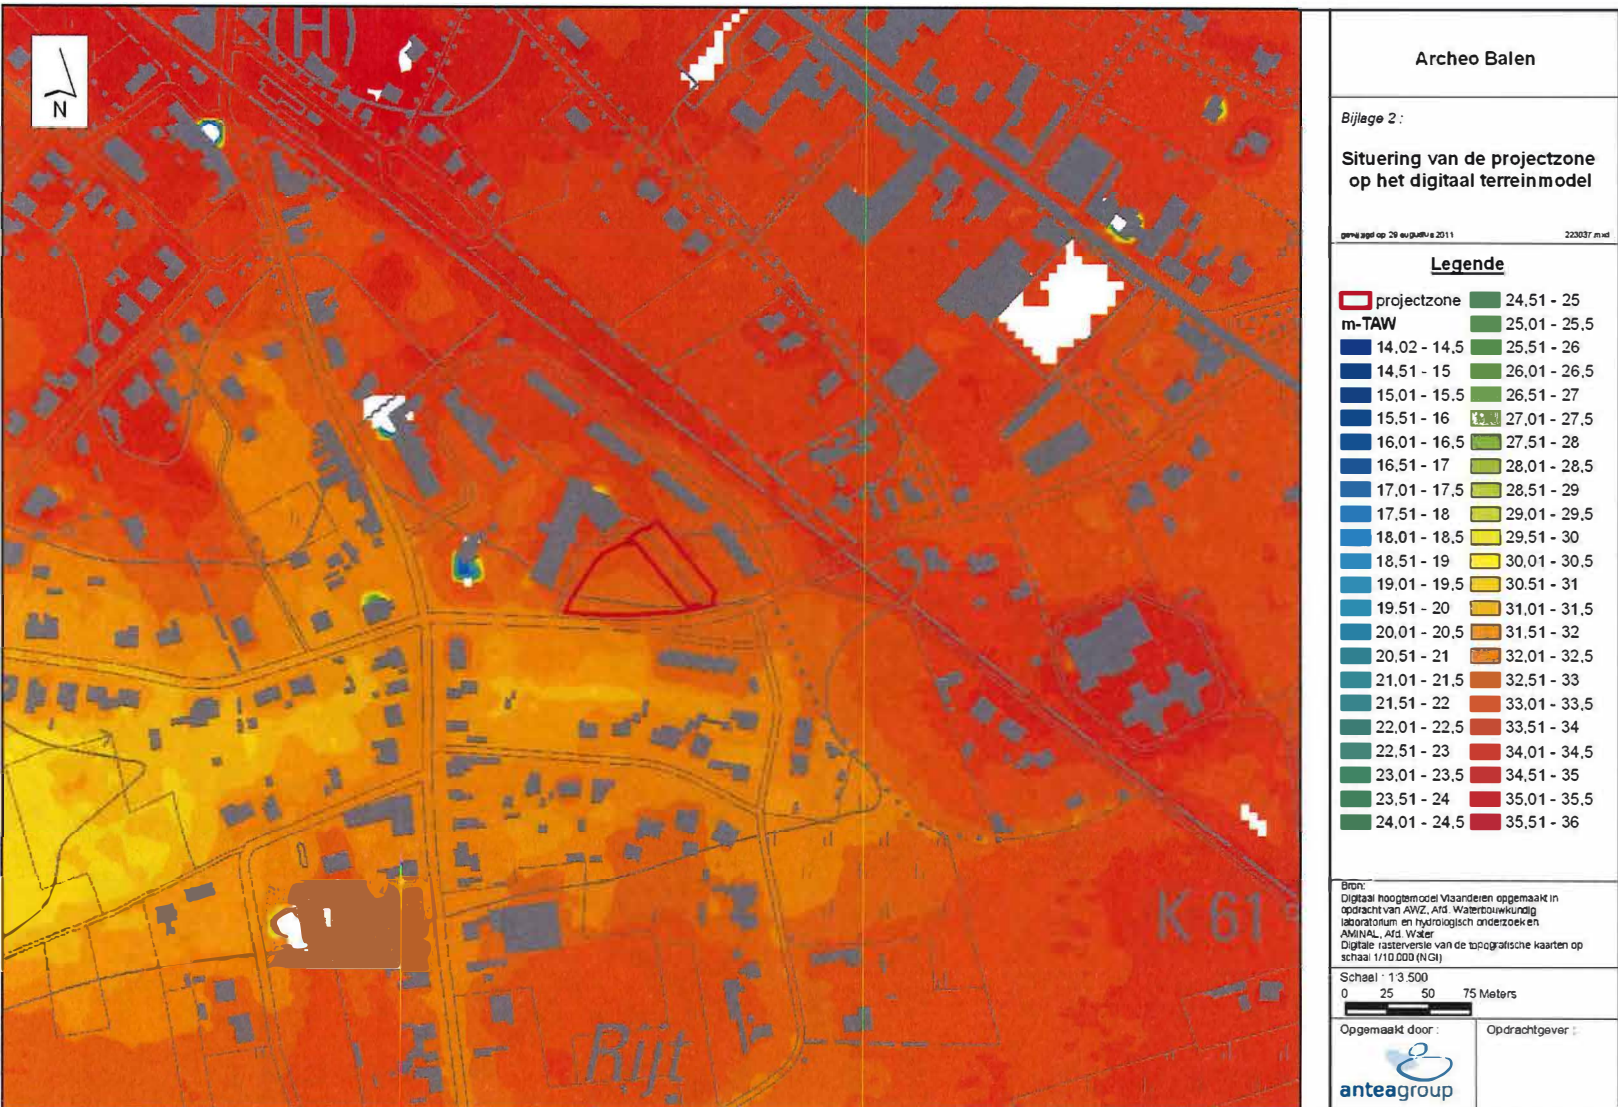 (H)
N
K 61
Rijt
Archeo Balen
Bijlage 2 :
Situering van de projectzone
op het digitaal terreinmodel
gewijzigd op 29 augustus 2011
223037.mxd
Legende
projectzone
m-TAW
14,02 - 14,5
14,51 - 15
15,01 - 15,5
15,51 - 16
16,01 - 16,5
16,51 - 17
17,01 - 17,5
17,51 - 18
18,01 - 18,5
18,51 - 19
19,01 - 19,5
19,51 - 20
20,01 - 20,5
20,51 - 21
21,01 - 21,5
21,51 - 22
22,01 - 22,5
22,51 - 23
23,01 - 23,5
23,51 - 24
24,01 - 24,5
24,51 - 25
25,01 - 25,5
25,51 - 26
26,01 - 26,5
26,51 - 27
27,01 - 27,5
27,51 - 28
28,01 - 28,5
28,51 - 29
29,01 - 29,5
29,51 - 30
30,01 - 30,5
30,51 - 31
31,01 - 31,5
31,51 - 32
32,01 - 32,5
32,51 - 33
33,01 - 33,5
33,51 - 34
34,01 - 34,5
34,51 - 35
35,01 - 35,5
35,51 - 36
Bron:
Digitaal hoogtemodel Vlaanderen opgemaakt in
opdracht van AWZ, Afd. Waterbouwkundig
laboratorium en hydrologisch onderzoek en
AMINAL, Afd. Water
Digitale rasterversie van de topografische kaarten op
schaal 1/10.000 (NGI)
Schaal : 1:3.500
0 25 50 75 Meters
Opgemaakt door :
anteagroup
Opdrachtgever :